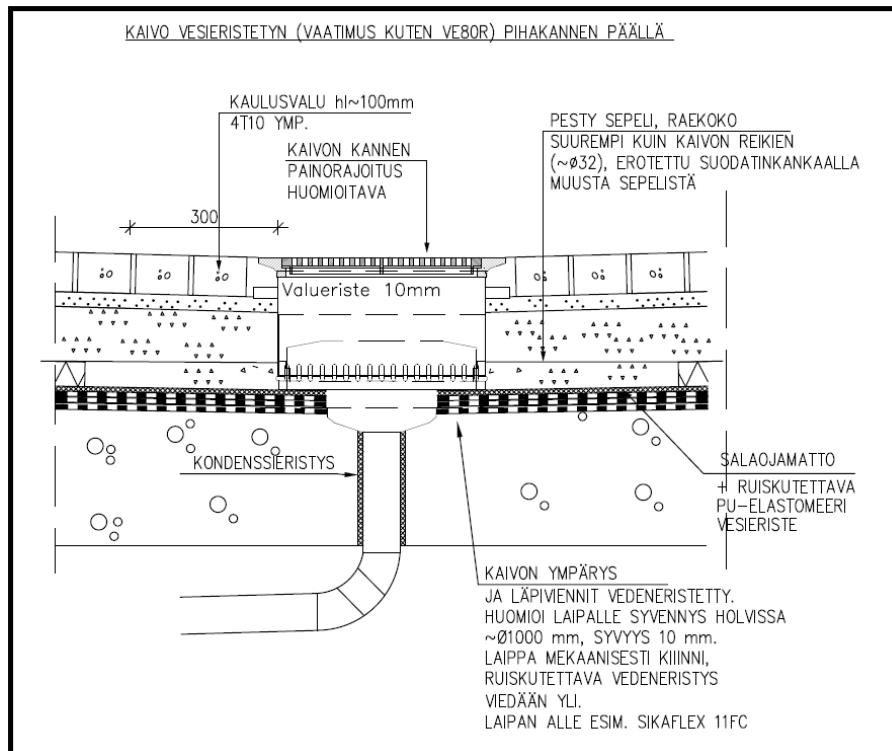 KAIVO VESIERISTETYN (VAATIMUS KUTEN VE80R) PIHAKANNEN PÄÄLLÄ
KAULUSVALU hl~100mm
4T10 YMP.
KAIVON KANNEN
PAINORAJOITUS
HUOMIOITAVA
PESTY SEPELI, RAEKOKO
SUUREMPI KUIN KAIVON REIKIEN
(~ø32), EROTETTU SUODATINKANKAALLA
MUUSTA SEPELISTÄ
300
Valueriste 10mm
KONDENSSIERISTYS
SALAOJAMATTO
+ RUISKUTETTAVA
PU-ELASTOMEERI
VESIERISTE
KAIVON YMPÄRYS
JA LÄPIVIENNIT VEDENERISTETTY.
HUOMIOI LAIPALLE SYVENNYS HOLVISSA
~Ø1000 mm, SYVYYS 10 mm.
LAIPPA MEKAANISESTI KIIINNI,
RUISKUTETTAVA VEDENERISTYS
VIEDÄÄN YLI.
LAIPAN ALLE ESIM. SIKAFLEX 11FC